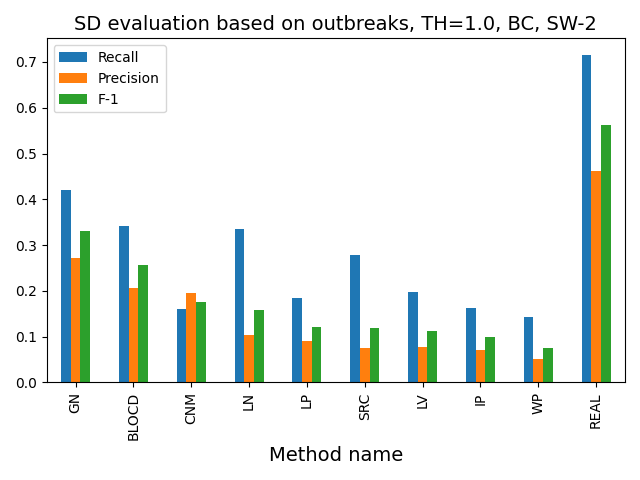 SD evaluation based on outbreaks, TH=1.0, BC, SW-2
Recall
Precision
F-1
0.7
0.6
0.5
0.4
0.3
0.2
0.1
0.0
GN
BLOCD
CNM
LN
LP
SRC
LV
IP
WP
REAL
Method name